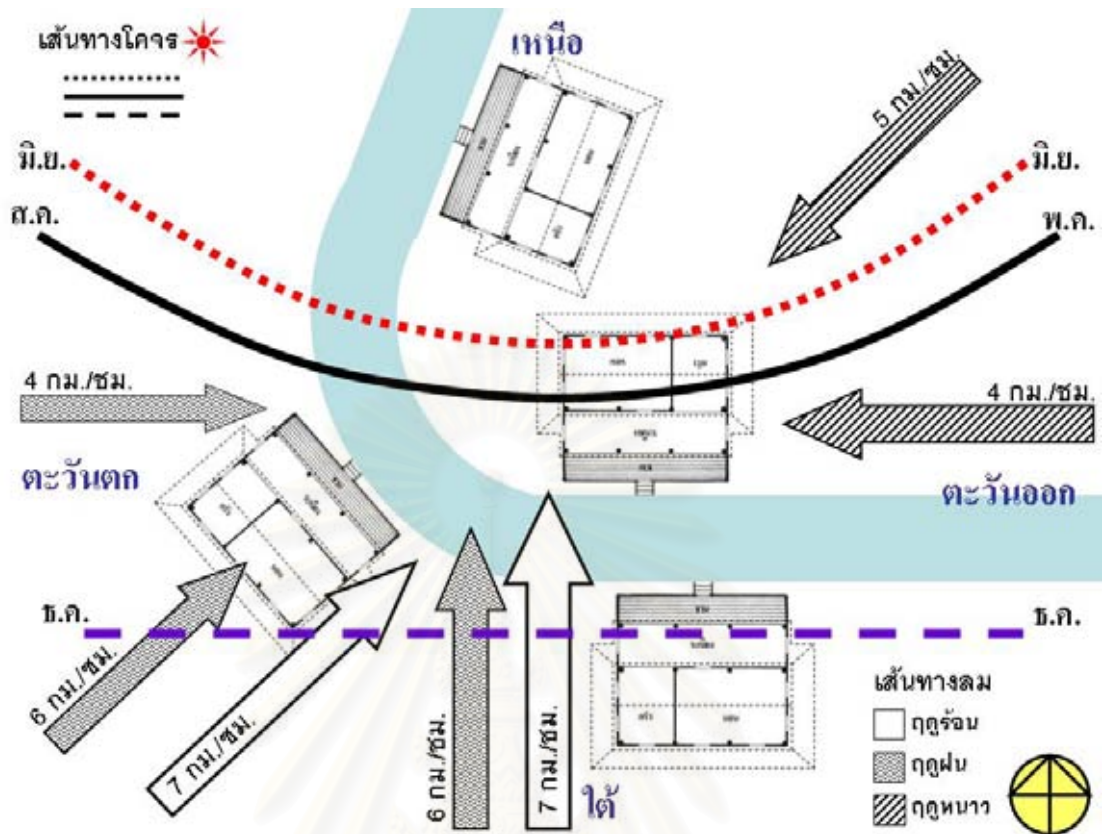 เส้นทางโคจร
เหนือ
5 กม./ชม.
มิ.ย.
มิ.ย.
ส.ค.
พ.ค.
4 กม./ชม.
4 กม./ชม.
ตะวันตก
ตะวันออก
ธ.ค.
ธ.ค.
6 กม./ชม.
7 กม./ชม.
6 กม./ชม.
7 กม./ชม.
ใต้
เส้นทางลม
ฤดูร้อน
ฤดูฝน
ฤดูหนาว